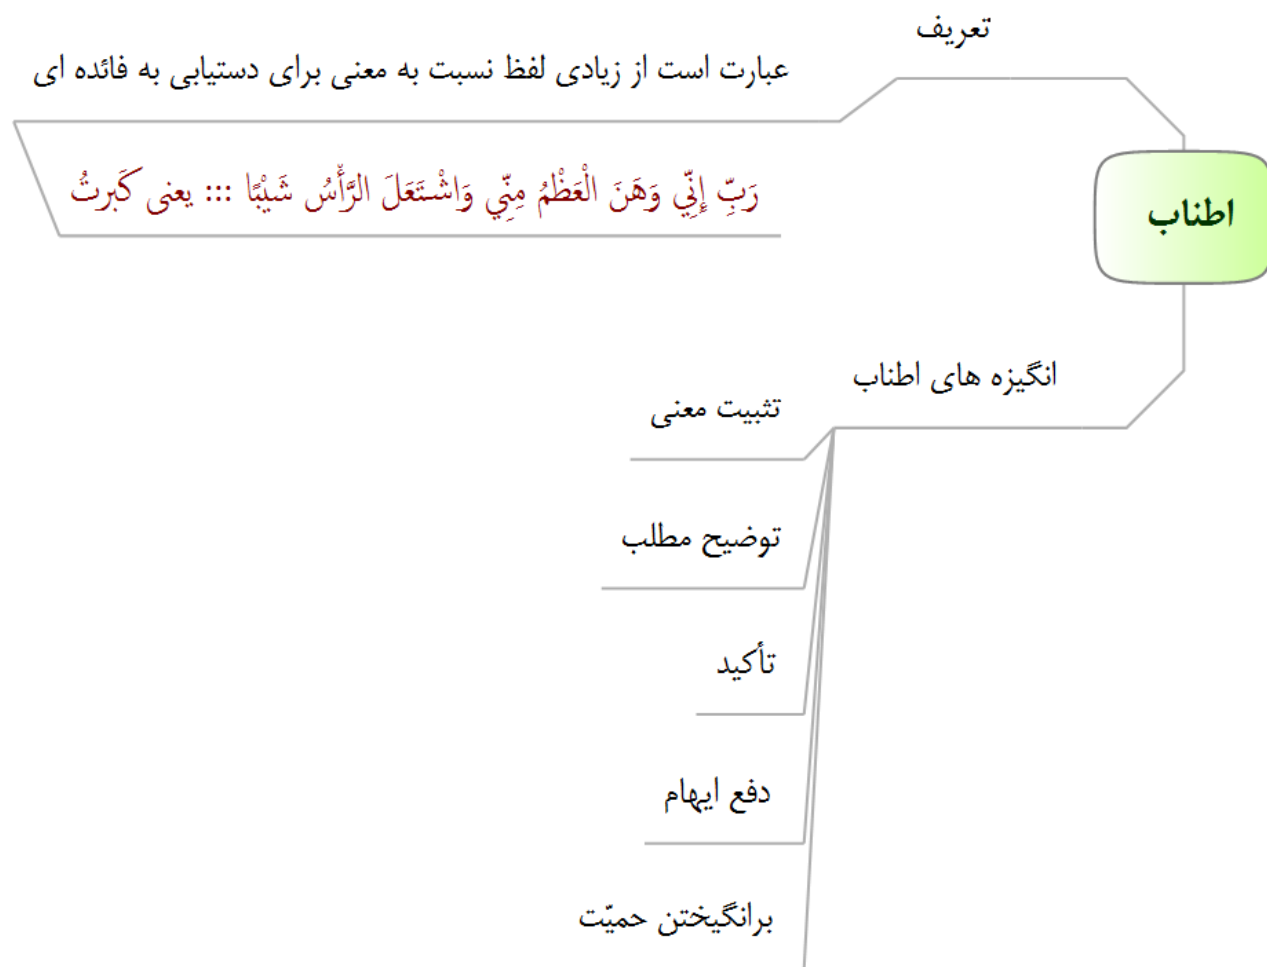 تعریف
عبارت است از زیادی لفظ نسبت به معنی برای دستیابی به فائده ای
رَبِّ إِنِّي وَهَنَ الْعَظْمُ مِنِّي وَاشْتَعَلَ الرَّأْسُ شَيْبًا ::: یعنی کَبرتُ
اطناب
انگیزه های اطناب
تثبیت معنی
توضیح مطلب
تأکید
دفع ایهام
برانگیختن حمیّت